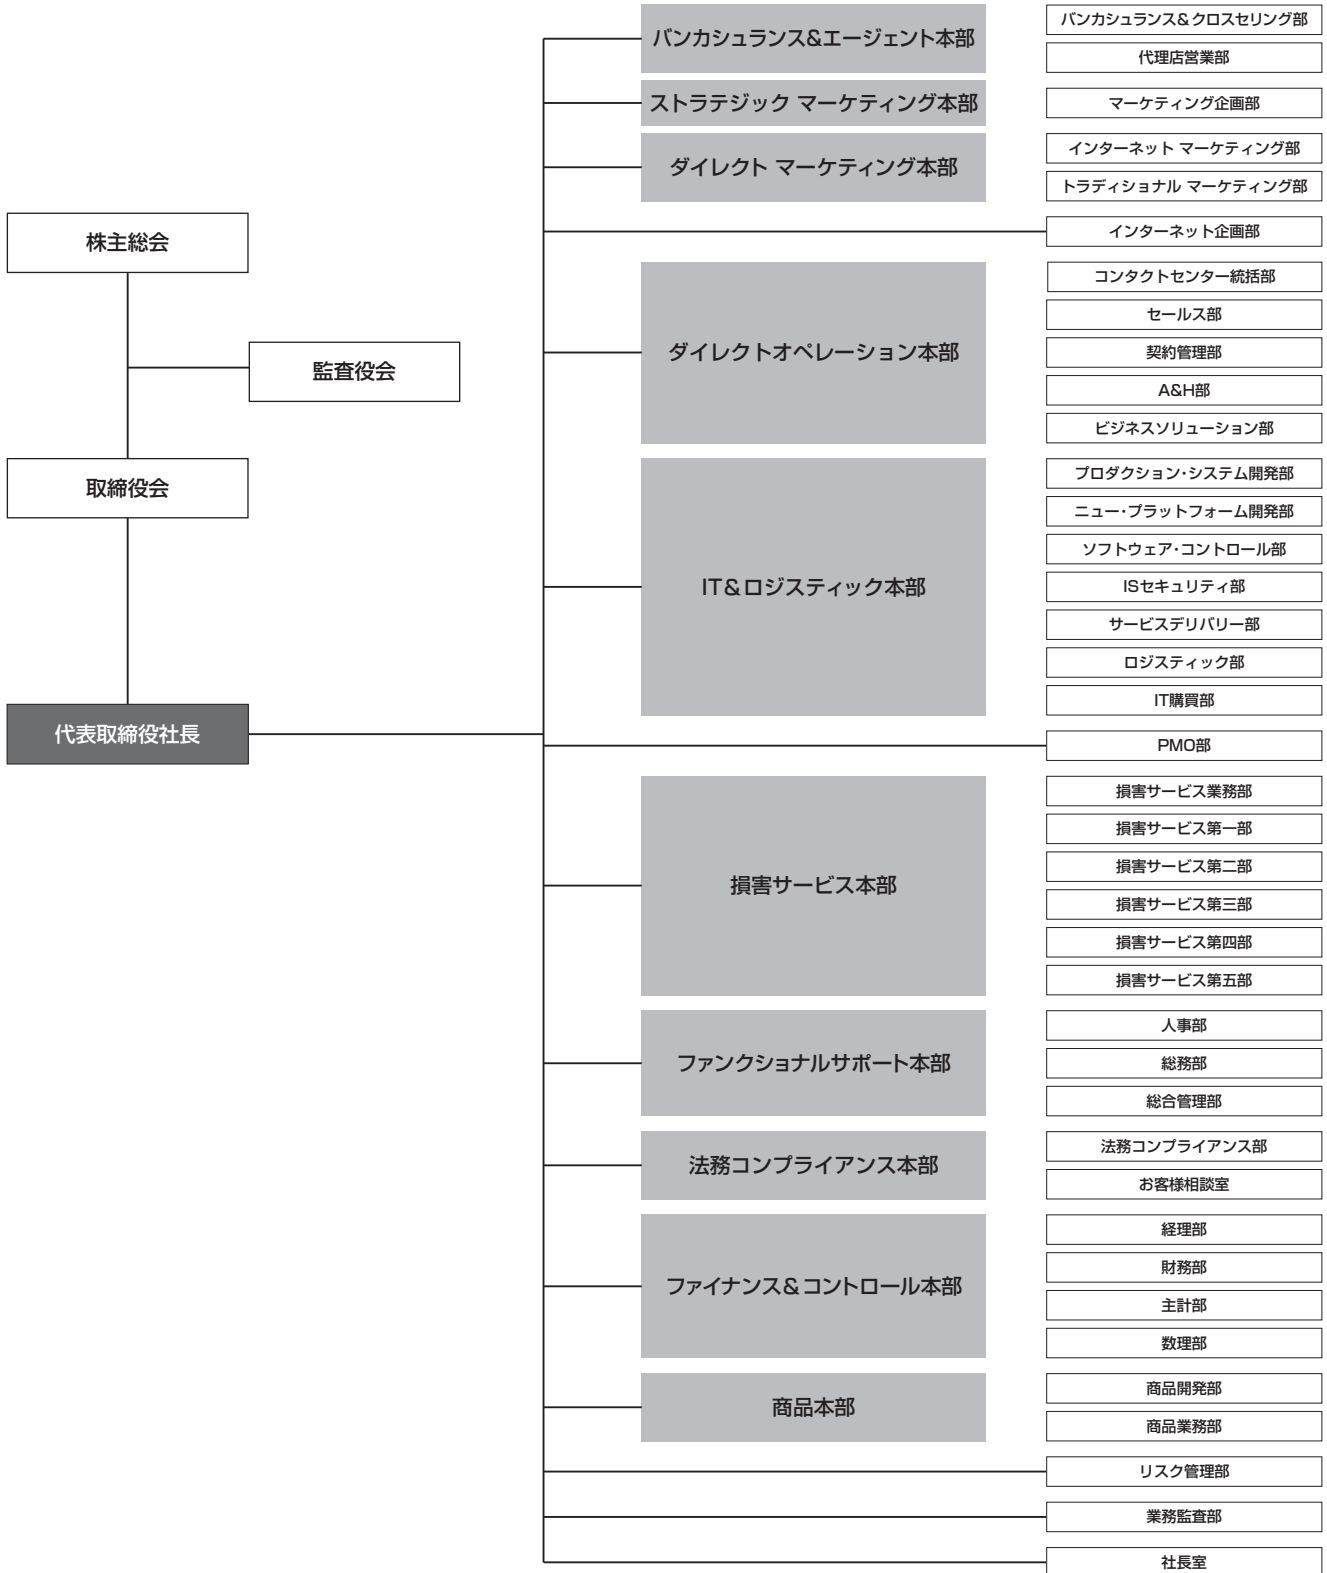 株主総会
監査役会
取締役会
代表取締役社長
バンカシュランス&エージェント本部
バンカシュランス&クロスセリング部
代理店営業部
ストラテジック マーケティング本部
マーケティング企画部
ダイレクト マーケティング本部
インターネット マーケティング部
トラディショナル マーケティング部
インターネット企画部
ダイレクトオペレーション本部
コンタクトセンター統括部
セールス部
契約管理部
A&H部
ビジネスソリューション部
IT&ロジスティック本部
プロダクション・システム開発部
ニュー・プラットフォーム開発部
ソフトウェア・コントロール部
ISセキュリティ部
サービスデリバリー部
ロジスティック部
IT購買部
PMO部
損害サービス本部
損害サービス業務部
損害サービス第一部
損害サービス第二部
損害サービス第三部
損害サービス第四部
損害サービス第五部
ファンクショナルサポート本部
人事部
総務部
総合管理部
法務コンプライアンス本部
法務コンプライアンス部
お客様相談室
ファイナンス&コントロール本部
経理部
財務部
主計部
数理部
商品本部
商品開発部
商品業務部
リスク管理部
業務監査部
社長室